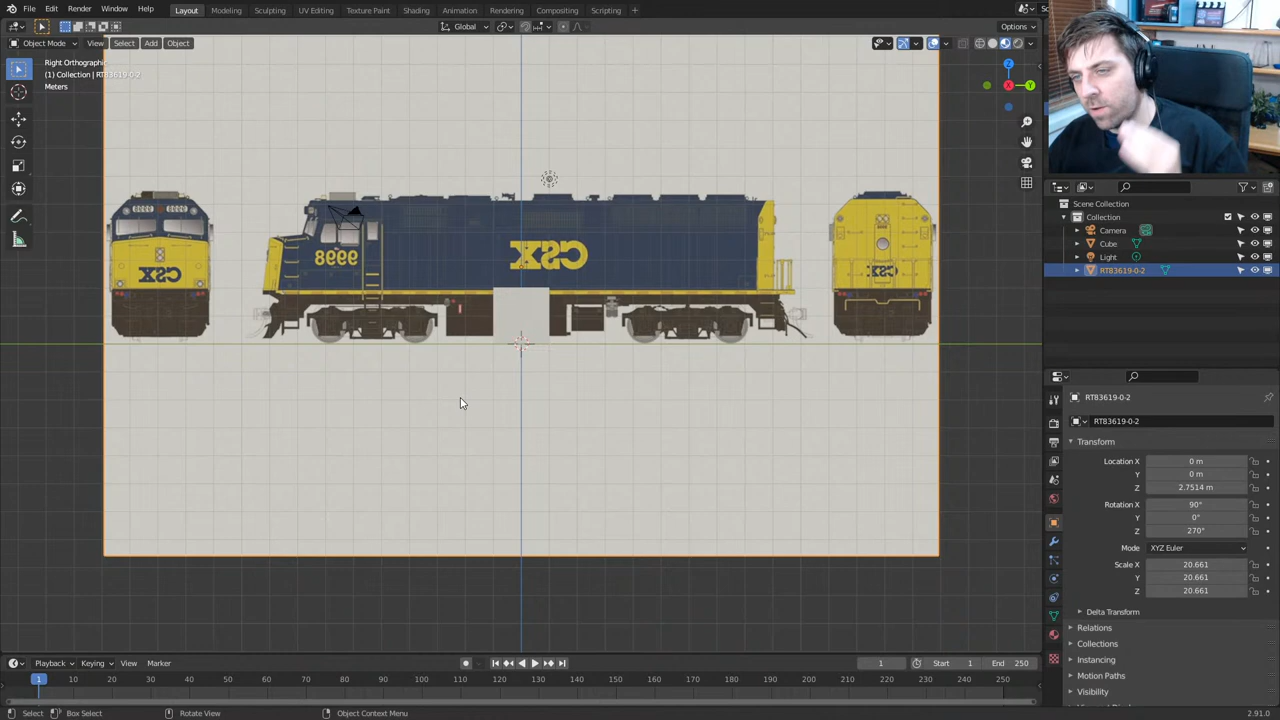 File Edit Render Window Help Layout Modeling Sculpting UV Editing Texture Paint Shading Animation Rendering Compositing Scripting +
Global Options
Object Mode View Select Add Object
Right Orthographic
(1) Collection | RT83619-0-2
Meters
Z
X
Y
CSX
8999
CSX
CSX
CSX
Scene Collection
Collection
Camera
Cube
Light
RT83619-0-2
RT83619-0-2
RT83619-0-2
Transform
Location X 0 m
Y 0 m
Z 2.7514 m
Rotation X 90°
Y 0°
Z 270°
Mode XYZ Euler
Scale X 20.661
Y 20.661
Z 20.661
Delta Transform
Relations
Collections
Instancing
Motion Paths
Visibility
Playback Keying View Marker 1 Start 1 End 250
1 10 20 30 40 50 60 70 80 90 100 110 120 130 140 150 160 170 180 190 200 210 220 230 240 250
Select Box Select Rotate View Object Context Menu 2.91.0